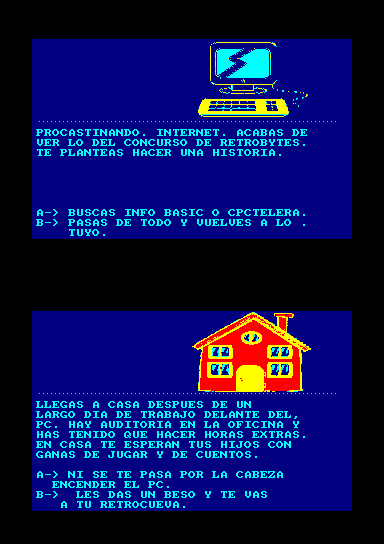 PROCASTINANDO. INTERNET. ACABAS DE
VER LO DEL CONCURSO DE RETROBYTES.
TE PLANTEAS HACER UNA HISTORIA.
A-> BUSCAS INFO BASIC O CPCTELERA.
B-> PASAS DE TODO Y VUELVES A LO .
TUYO.
LLEGAS A CASA DESPUES DE UN
LARGO DIA DE TRABAJO DELANTE DEL,
PC. HAY AUDITORIA EN LA OFICINA Y
HAS TENIDO QUE HACER HORAS EXTRAS.
EN CASA TE ESPERAN TUS HIJOS CON
GANAS DE JUGAR Y DE CUENTOS.
A-> NI SE TE PASA POR LA CABEZA
ENCENDER EL PC.
B-> LES DAS UN BESO Y TE VAS
A TU RETROCUEVA.